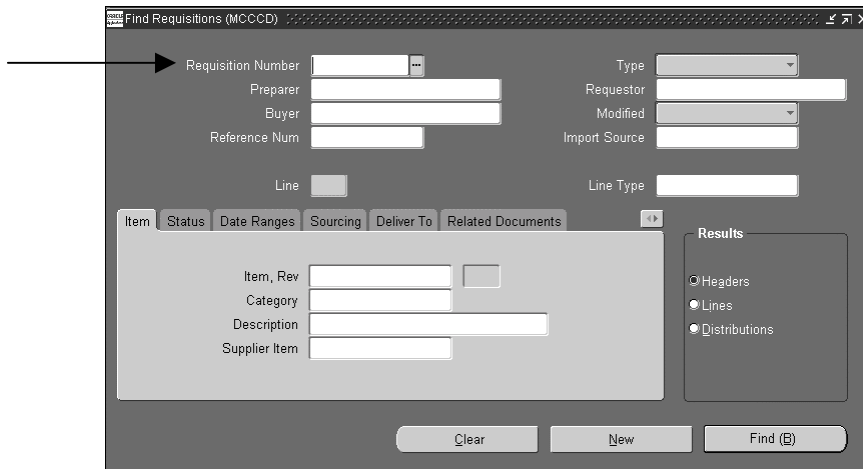 Find Requisitions (MCCCD)
Requisition Number Type
Preparer Requestor
Buyer Modified
Reference Num Import Source
Line Line Type
Item Status Date Ranges Sourcing Deliver To Related Documents
Results
Item, Rev
Category
Description
Supplier Item
Headers
Lines
Distributions
Clear New Find (B)